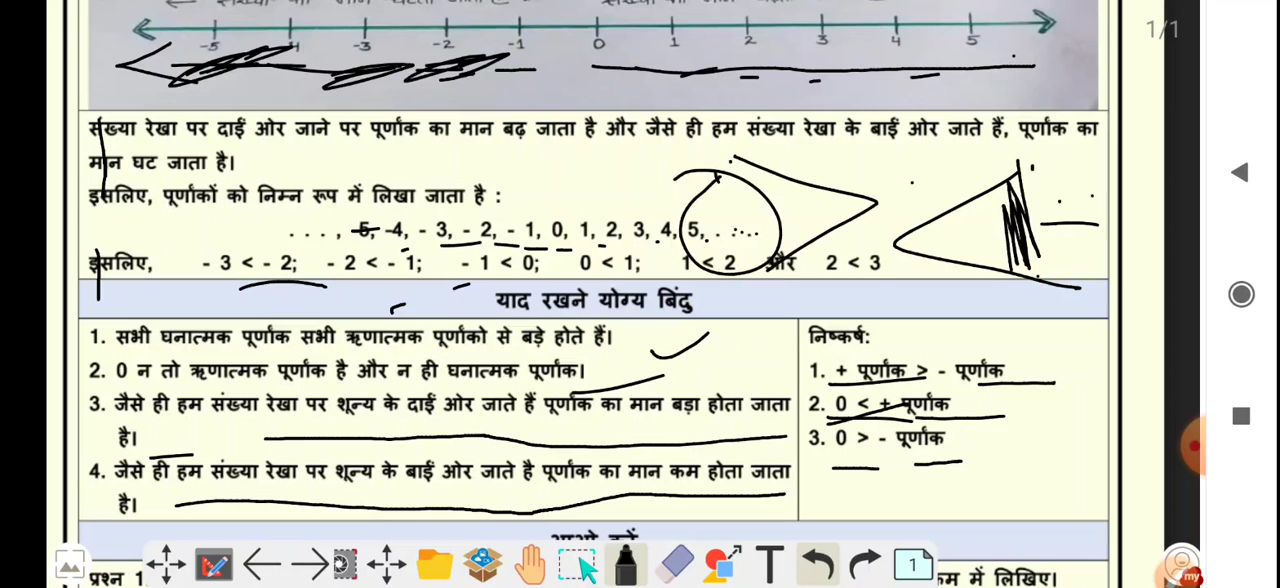 1/1
-5 -3 -2 -1 0 1 2 3 4 5
संख्या रेखा पर दाईं ओर जाने पर पूर्णांक का मान बढ़ जाता है और जैसे ही हम संख्या रेखा के बाईं ओर जाते हैं, पूर्णांक का
मान घट जाता है।
इसलिए, पूर्णांकों को निम्न रूप में लिखा जाता है :
. . . , -5, -4, - 3, - 2, - 1, 0, 1, 2, 3, 4, 5, . . . . .
इसलिए, - 3 < - 2; - 2 < - 1; - 1 < 0; 0 < 1; 1 < 2 और 2 < 3
याद रखने योग्य बिंदु
1. सभी घनात्मक पूर्णांक सभी ऋणात्मक पूर्णांको से बड़े होते हैं।
2. 0 न तो ऋणात्मक पूर्णांक है और न ही घनात्मक पूर्णांक।
3. जैसे ही हम संख्या रेखा पर शून्य के दाईं ओर जाते हैं पूर्णांक का मान बड़ा होता जाता
है।
4. जैसे ही हम संख्या रेखा पर शून्य के बाईं ओर जाते है पूर्णांक का मान कम होता जाता
है।
निष्कर्ष:
1. + पूर्णांक > - पूर्णांक
2. 0 < + पूर्णांक
3. 0 > - पूर्णांक
प्रश्न 1
में लिखिए।
T
1
my